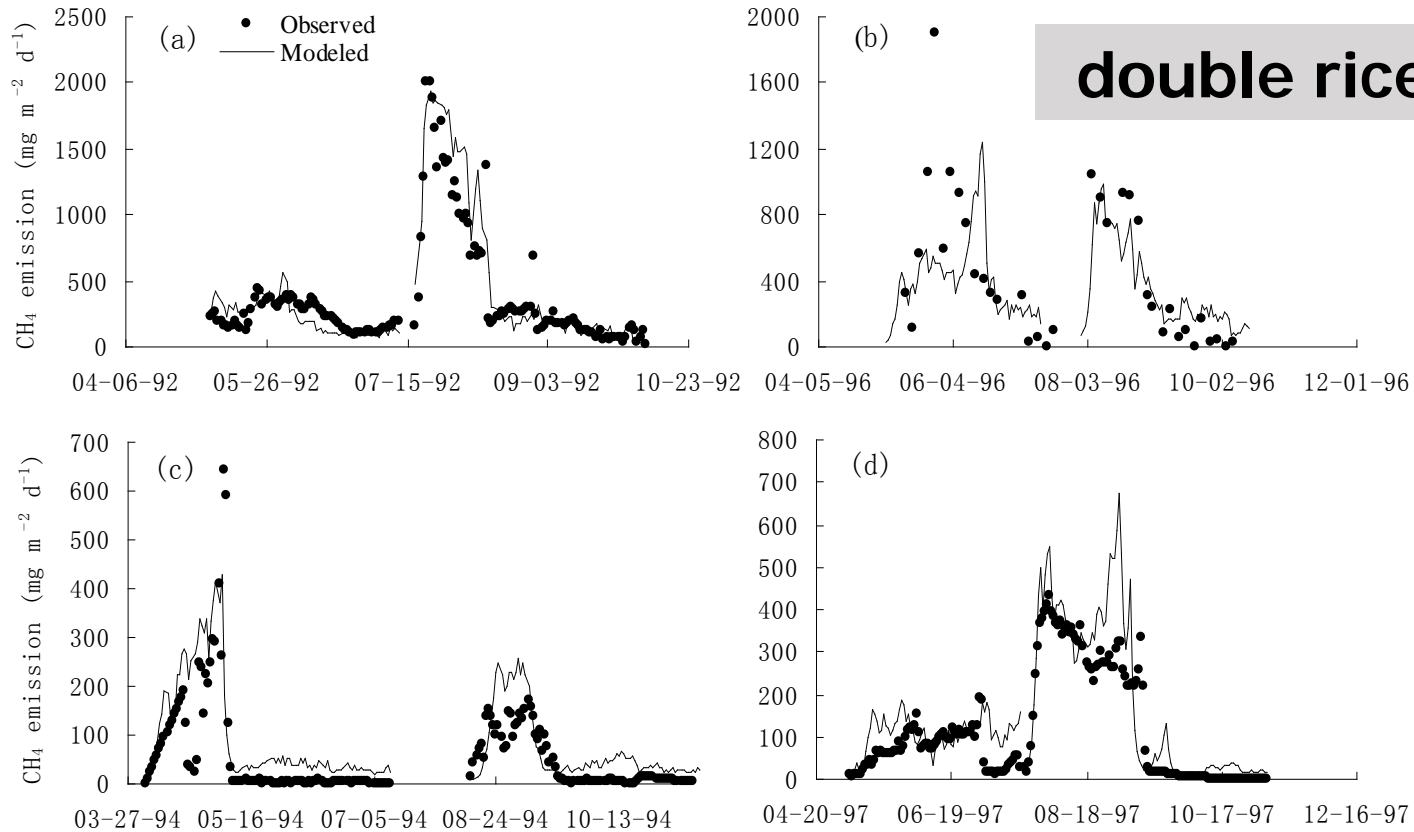 (a)
Observed
Modeled
CH₄ emission (mg m⁻² d⁻¹)
2500
2000
1500
1000
500
0
04-06-92 05-26-92 07-15-92 09-03-92 10-23-92
(b)
double rice
2000
1600
1200
800
400
0
04-05-96 06-04-96 08-03-96 10-02-96 12-01-96
(c)
CH₄ emission (mg m⁻² d⁻¹)
700
600
500
400
300
200
100
0
03-27-94 05-16-94 07-05-94 08-24-94 10-13-94
(d)
800
700
600
500
400
300
200
100
0
04-20-97 06-19-97 08-18-97 10-17-97 12-16-97